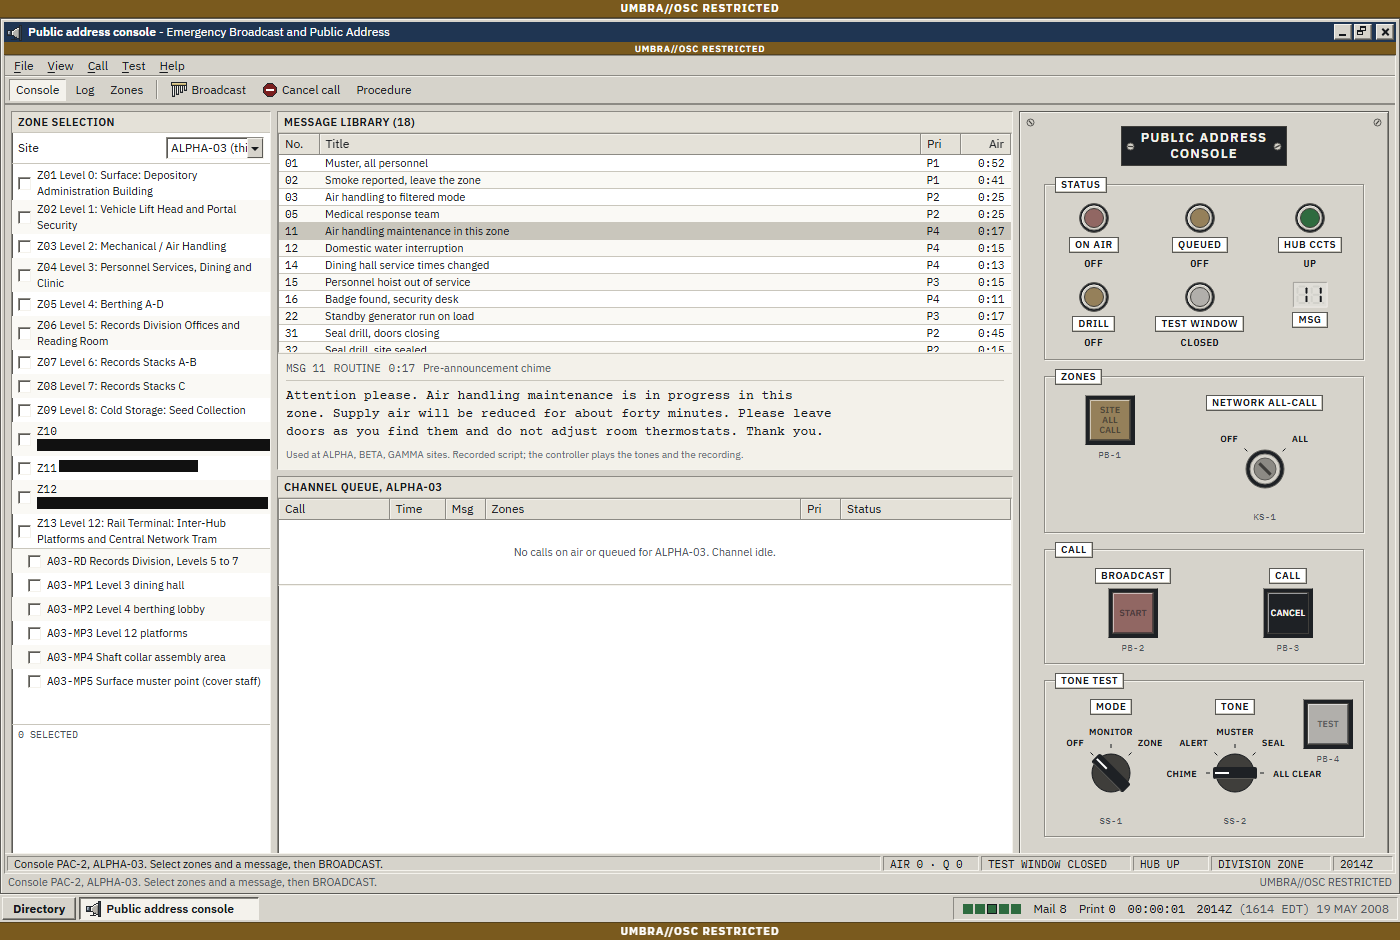 UMBRA//OSC RESTRICTED
Public address console - Emergency Broadcast and Public Address
UMBRA//OSC RESTRICTED
File View Call Test Help
Console Log Zones Broadcast Cancel call Procedure
ZONE SELECTION
Site ALPHA-03 (thi
Z01 Level 0: Surface: Depository
Administration Building
Z02 Level 1: Vehicle Lift Head and Portal
Security
Z03 Level 2: Mechanical / Air Handling
Z04 Level 3: Personnel Services, Dining and
Clinic
Z05 Level 4: Berthing A-D
Z06 Level 5: Records Division Offices and
Reading Room
Z07 Level 6: Records Stacks A-B
Z08 Level 7: Records Stacks C
Z09 Level 8: Cold Storage: Seed Collection
Z10
Z11
Z12
Z13 Level 12: Rail Terminal: Inter-Hub
Platforms and Central Network Tram
A03-RD Records Division, Levels 5 to 7
A03-MP1 Level 3 dining hall
A03-MP2 Level 4 berthing lobby
A03-MP3 Level 12 platforms
A03-MP4 Shaft collar assembly area
A03-MP5 Surface muster point (cover staff)
0 SELECTED
MESSAGE LIBRARY (18)
No. Title Pri Air
01 Muster, all personnel P1 0:52
02 Smoke reported, leave the zone P1 0:41
03 Air handling to filtered mode P2 0:25
05 Medical response team P2 0:25
11 Air handling maintenance in this zone P4 0:17
12 Domestic water interruption P4 0:15
14 Dining hall service times changed P4 0:13
15 Personnel hoist out of service P3 0:15
16 Badge found, security desk P4 0:11
22 Standby generator run on load P3 0:17
31 Seal drill, doors closing P2 0:45
32 Seal drill, site sealed P2 0:15
MSG 11 ROUTINE 0:17 Pre-announcement chime
Attention please. Air handling maintenance is in progress in this
zone. Supply air will be reduced for about forty minutes. Please leave
doors as you find them and do not adjust room thermostats. Thank you.
Used at ALPHA, BETA, GAMMA sites. Recorded script; the controller plays the tones and the recording.
CHANNEL QUEUE, ALPHA-03
Call Time Msg Zones Pri Status
No calls on air or queued for ALPHA-03. Channel idle.
PUBLIC ADDRESS
CONSOLE
STATUS
ON AIR QUEUED HUB CCTS
OFF OFF UP
11
DRILL TEST WINDOW MSG
OFF CLOSED
ZONES
SITE
ALL
CALL
PB-1
NETWORK ALL-CALL
OFF ALL
KS-1
CALL
BROADCAST CALL
START CANCEL
PB-2 PB-3
TONE TEST
MODE TONE
TEST
PB-4
OFF MONITOR ZONE
ALERT MUSTER SEAL
CHIME ALL CLEAR
SS-1 SS-2
Console PAC-2, ALPHA-03. Select zones and a message, then BROADCAST. AIR 0 · Q 0 TEST WINDOW CLOSED HUB UP DIVISION ZONE 2014Z
Console PAC-2, ALPHA-03. Select zones and a message, then BROADCAST. UMBRA//OSC RESTRICTED
Directory Public address console Mail 8 Print 0 00:00:01 2014Z (1614 EDT) 19 MAY 2008
UMBRA//OSC RESTRICTED